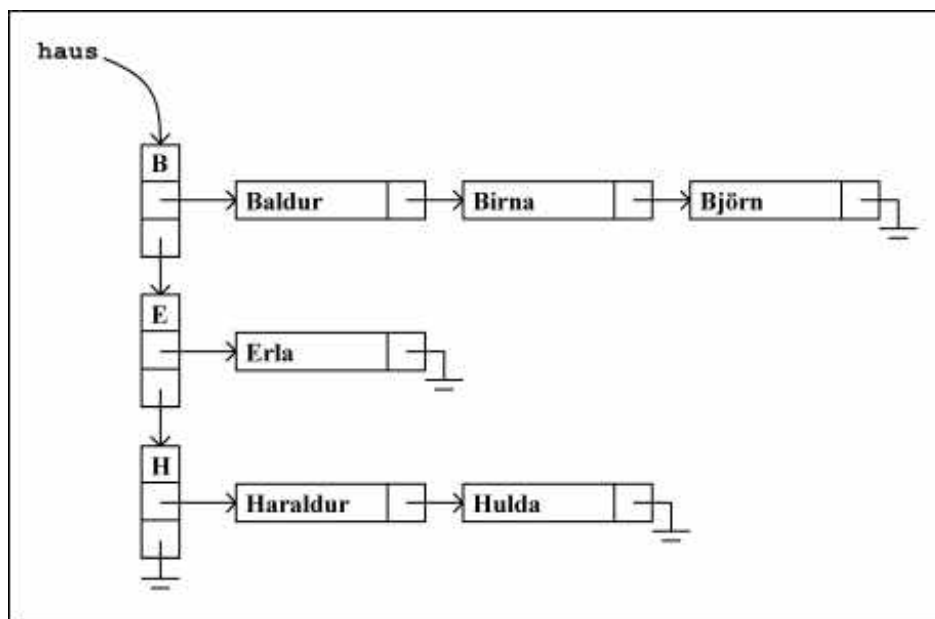 haus
B
Baldur Birna Björn
E
Erla
H
Haraldur Hulda